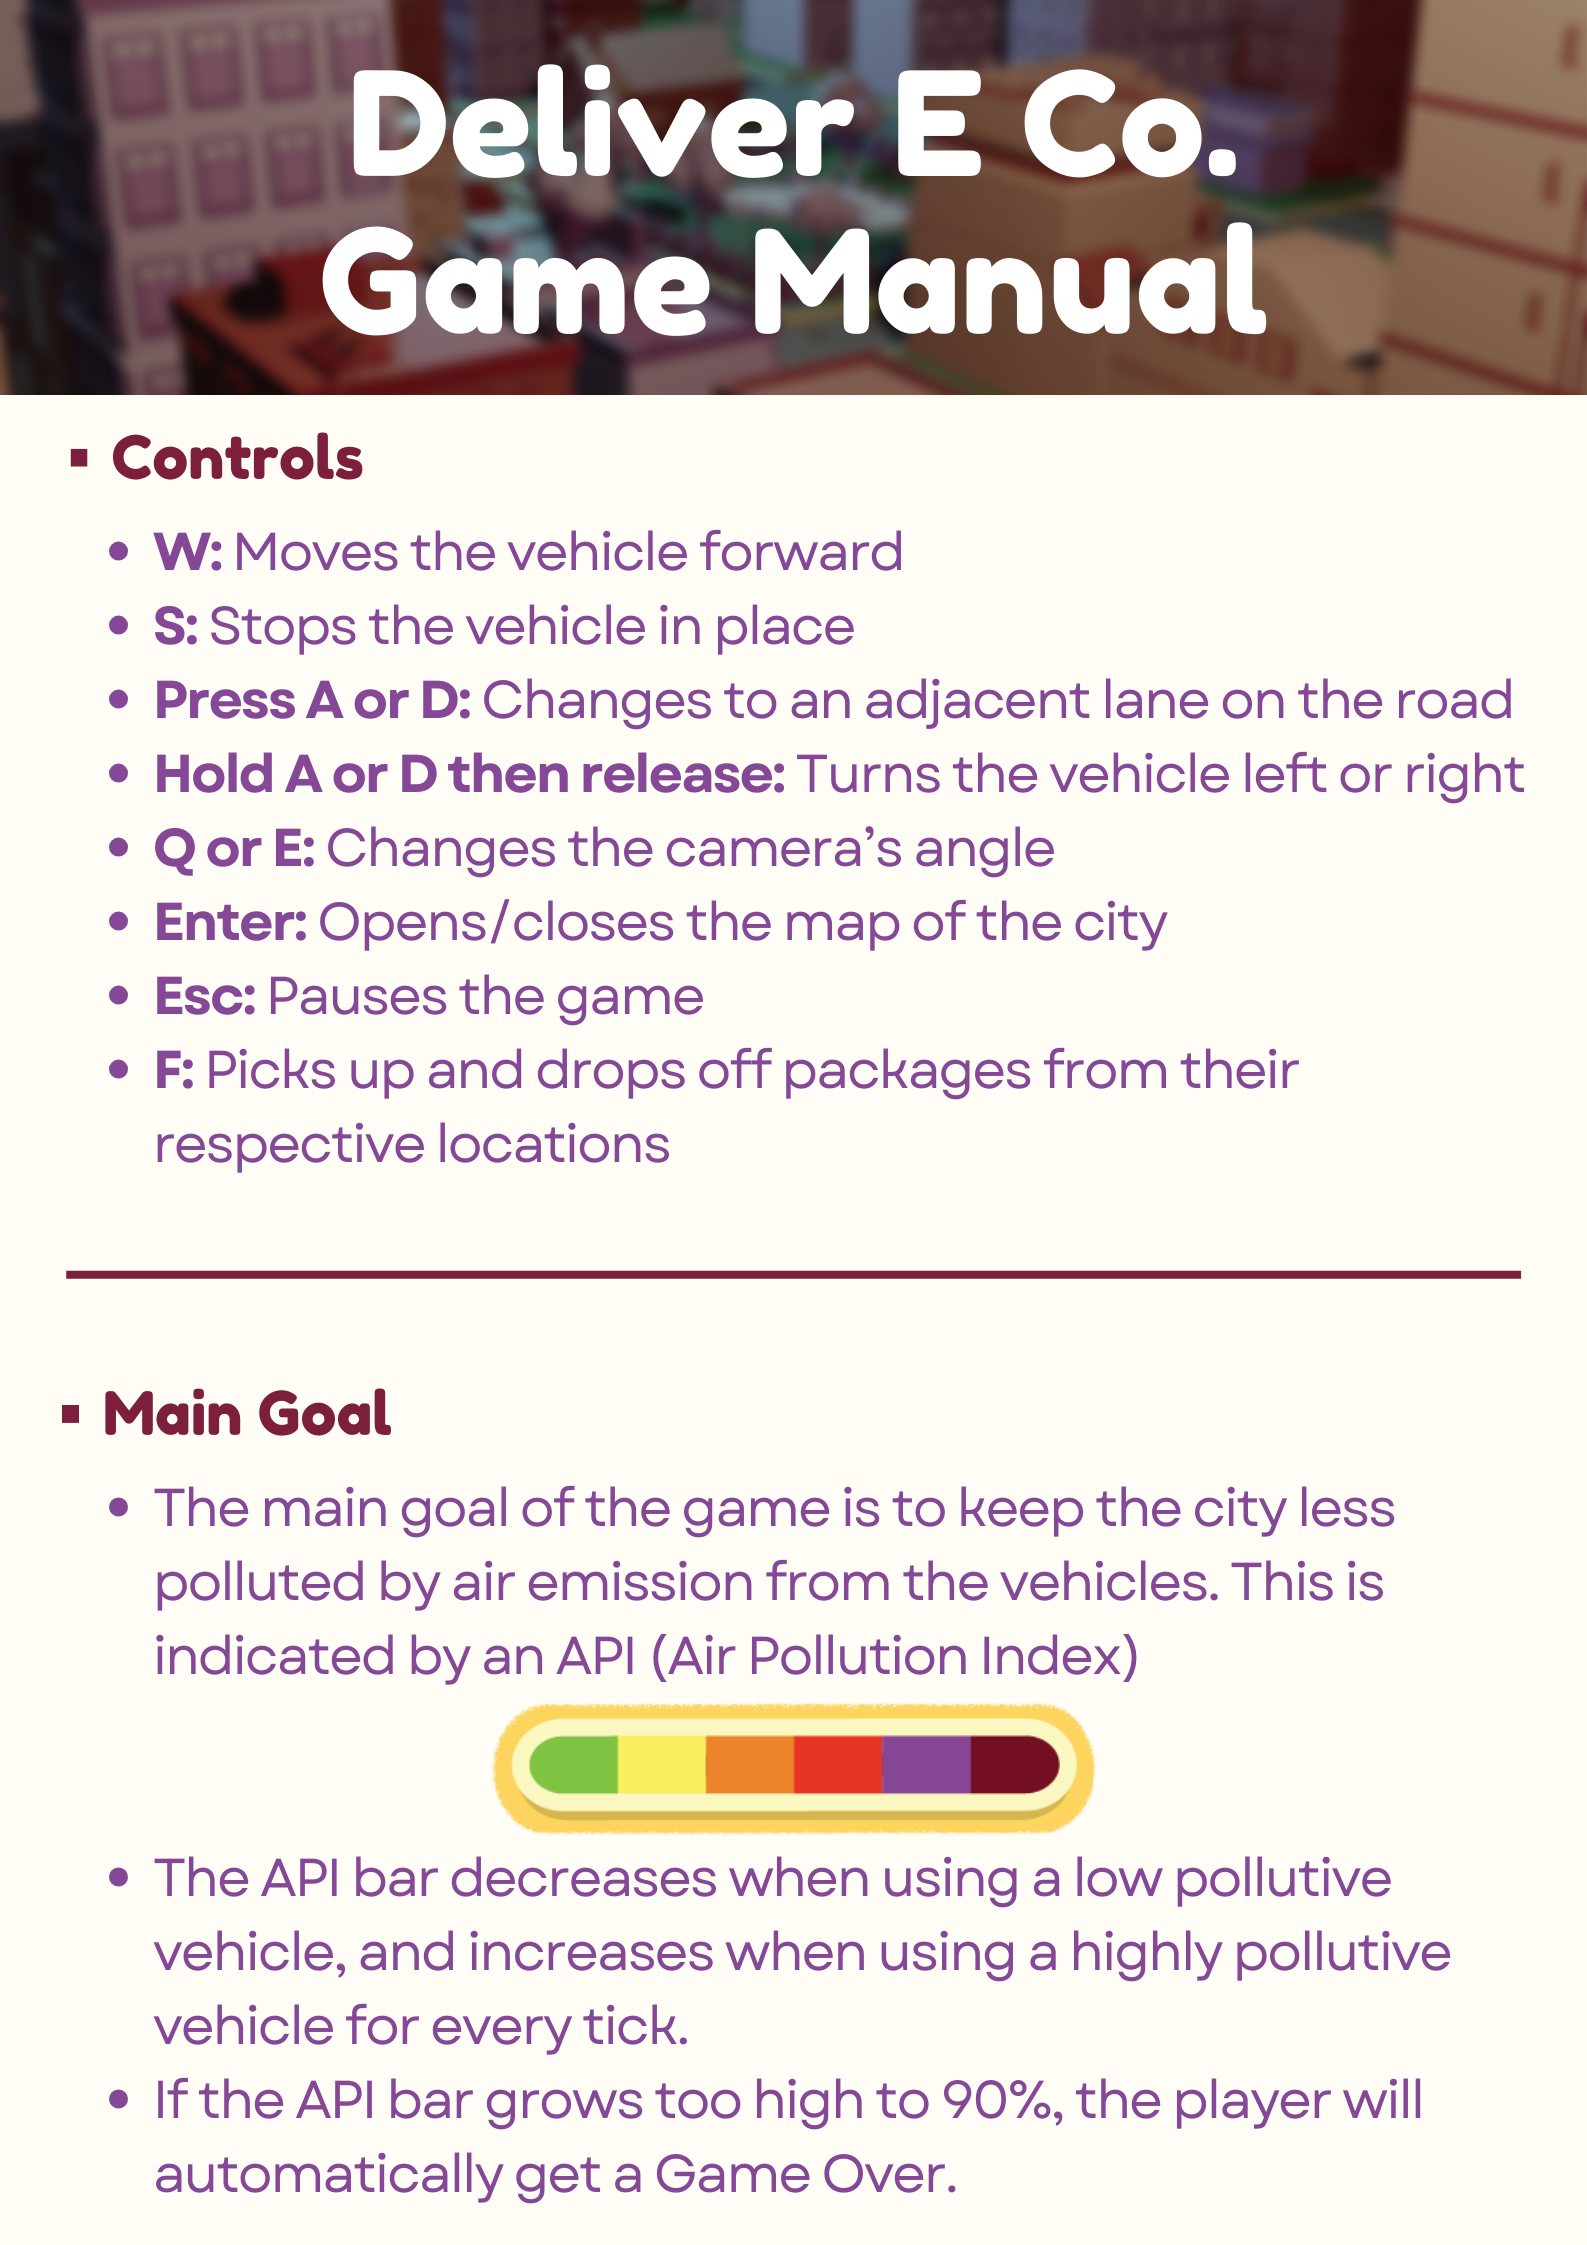 Deliver E Co.
Game Manual
▪ Controls
• W: Moves the vehicle forward
• S: Stops the vehicle in place
• Press A or D: Changes to an adjacent lane on the road
• Hold A or D then release: Turns the vehicle left or right
• Q or E: Changes the camera’s angle
• Enter: Opens/closes the map of the city
• Esc: Pauses the game
• F: Picks up and drops off packages from their
respective locations
▪ Main Goal
• The main goal of the game is to keep the city less
polluted by air emission from the vehicles. This is
indicated by an API (Air Pollution Index)
• The API bar decreases when using a low pollutive
vehicle, and increases when using a highly pollutive
vehicle for every tick.
• If the API bar grows too high to 90%, the player will
automatically get a Game Over.